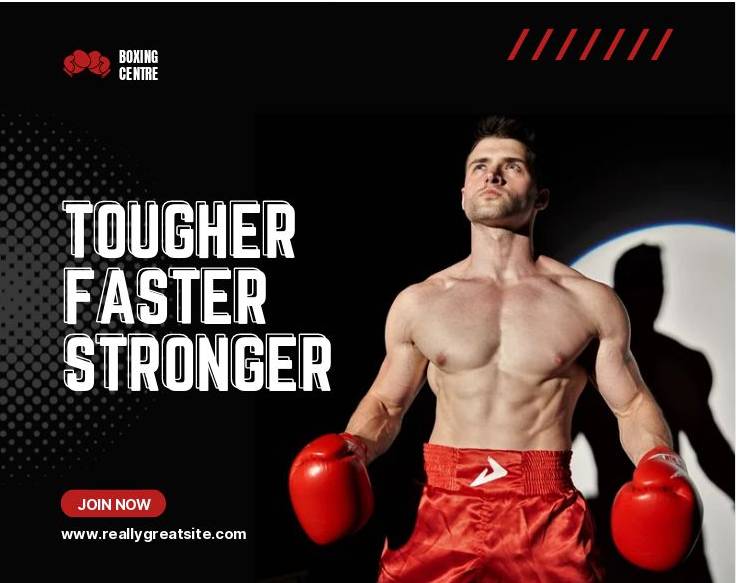 BOXING
CENTRE
TOUGHER
FASTER
STRONGER
JOIN NOW
www.reallygreatsite.com